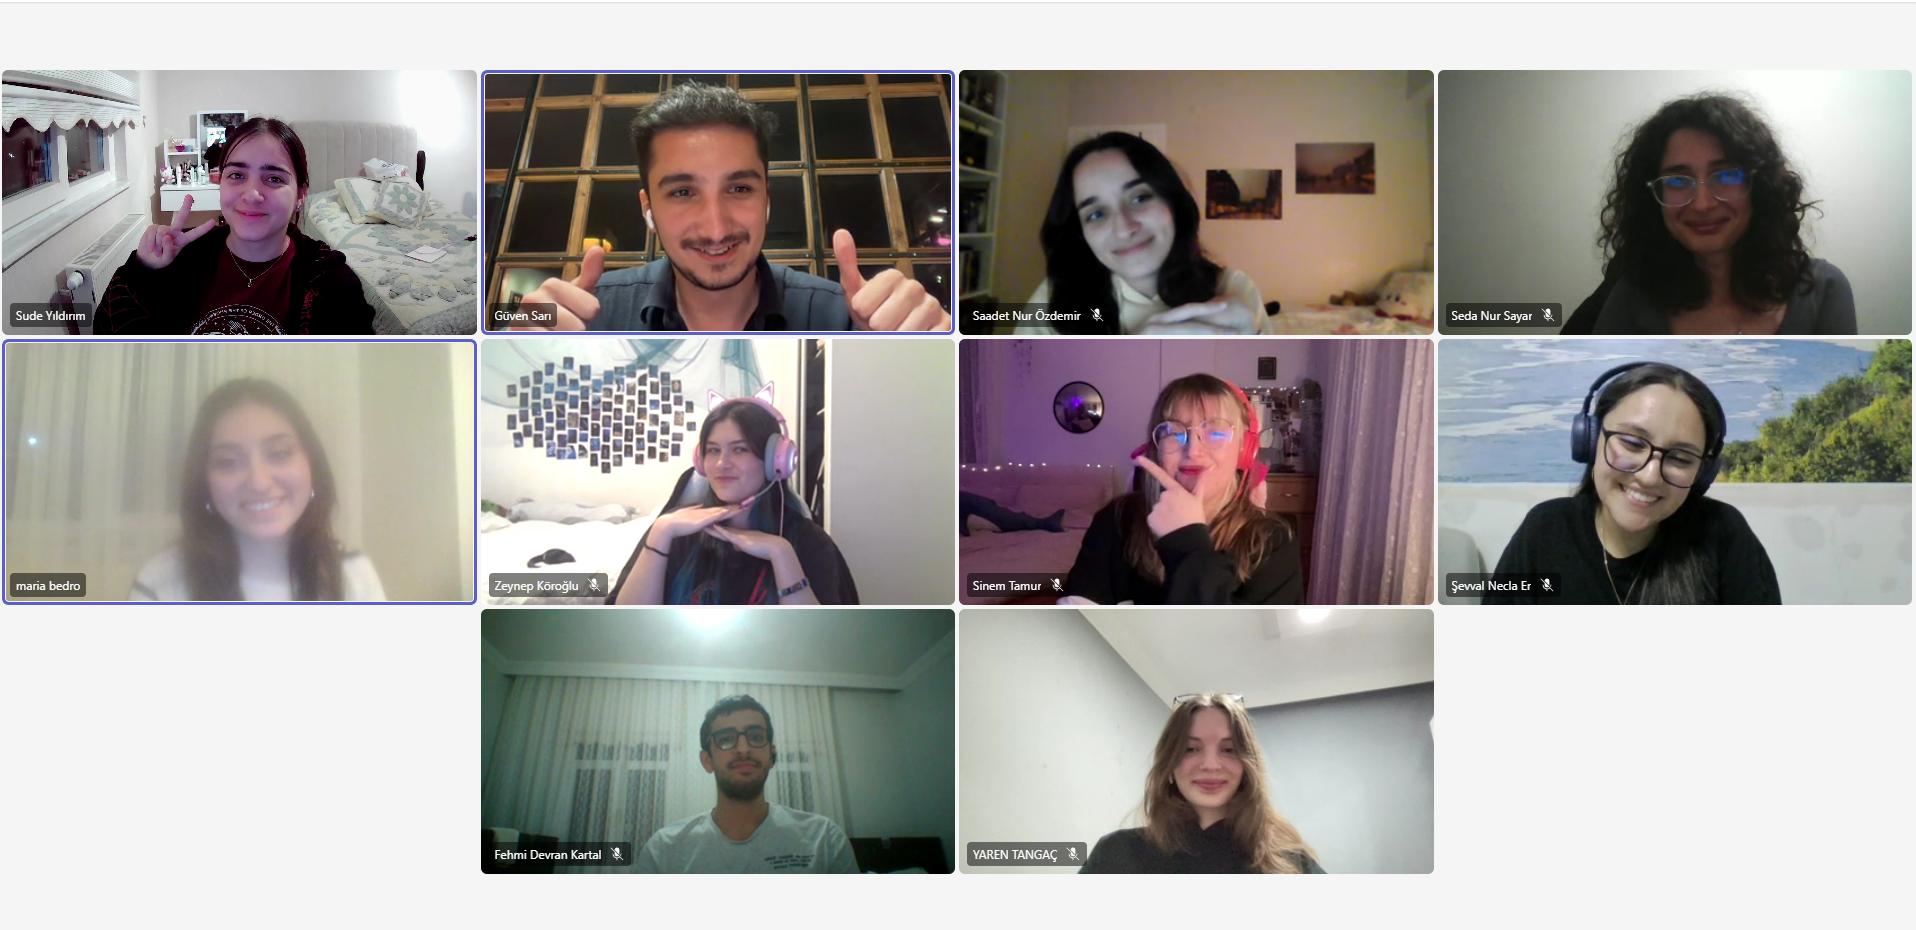 Sude Yıldırım
Güven Sarı
Saadet Nur Özdemir
Seda Nur Sayar
maria bedro
Zeynep Köroğlu
Sinem Tamur
Şevval Necla Er
Fehmi Devran Kartal
YAREN TANGAÇ